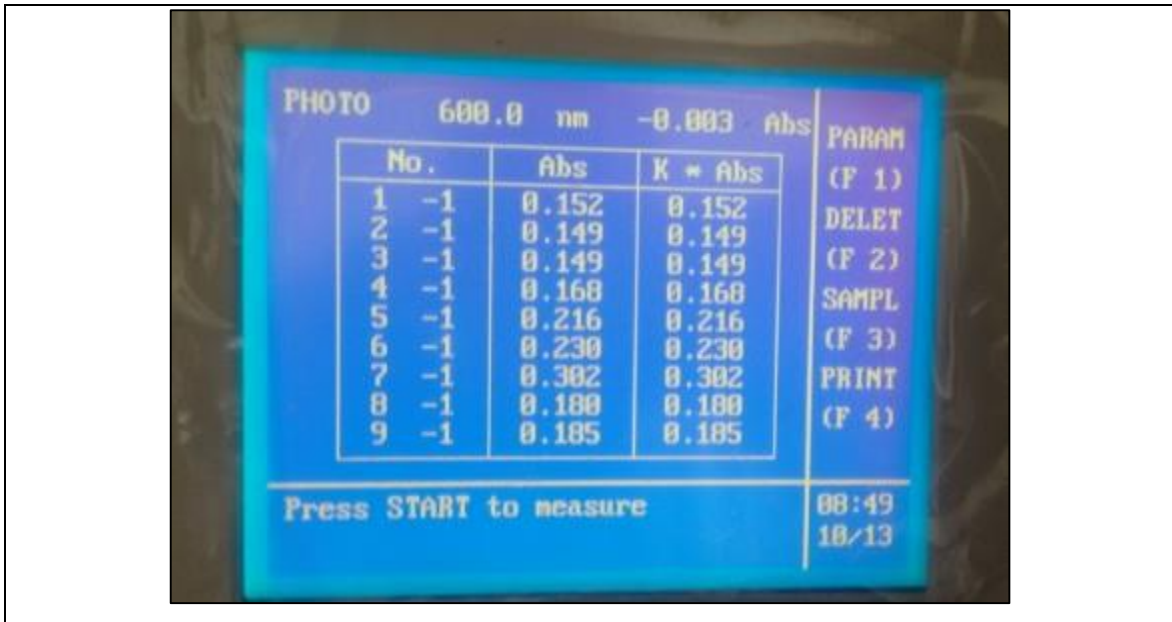 PHOTO 600.0 nm -0.003 Abs
No. Abs K * Abs
1 -1 0.152 0.152
2 -1 0.149 0.149
3 -1 0.149 0.149
4 -1 0.168 0.168
5 -1 0.216 0.216
6 -1 0.230 0.230
7 -1 0.302 0.302
8 -1 0.180 0.180
9 -1 0.185 0.185
PARAM
(F 1)
DELET
(F 2)
SAMPL
(F 3)
PRINT
(F 4)
Press START to measure
08:49
10/13